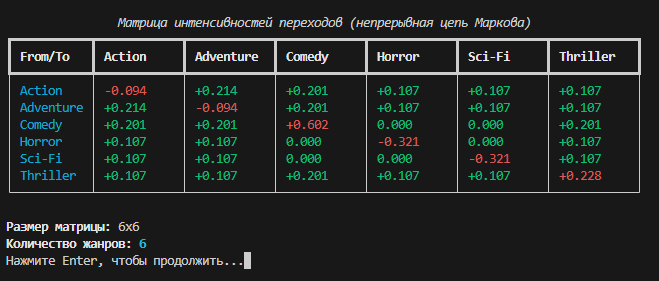 Матрица интенсивностей переходов (непрерывная цепь Маркова)
From/To Action Adventure Comedy Horror Sci-Fi Thriller
Action -0.094 +0.214 +0.201 +0.107 +0.107 +0.107
Adventure +0.214 -0.094 +0.201 +0.107 +0.107 +0.107
Comedy +0.201 +0.201 +0.602 0.000 0.000 +0.201
Horror +0.107 +0.107 0.000 -0.321 0.000 +0.107
Sci-Fi +0.107 +0.107 0.000 0.000 -0.321 +0.107
Thriller +0.107 +0.107 +0.201 +0.107 +0.107 +0.228
Размер матрицы: 6x6
Количество жанров: 6
Нажмите Enter, чтобы продолжить...